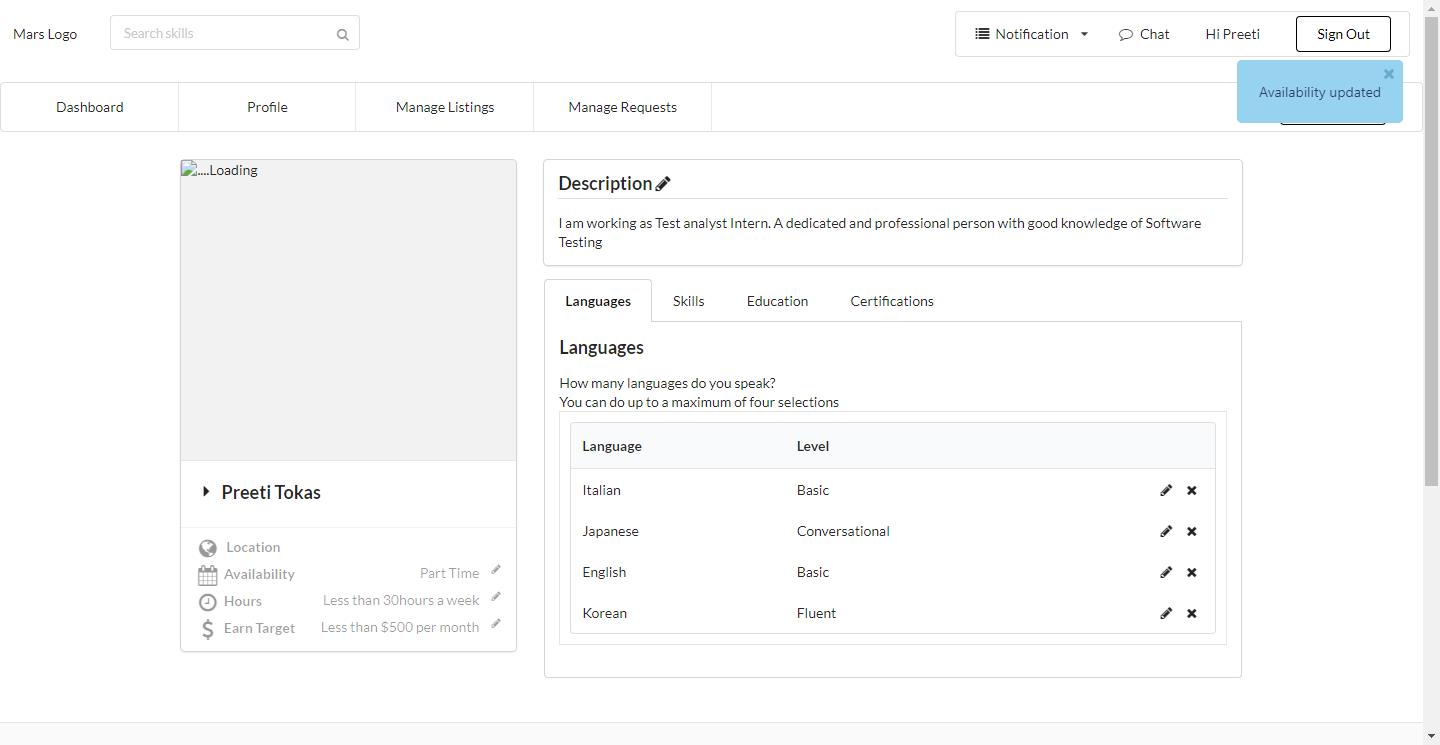 Mars Logo
Search skills
Notification
Chat
Hi Preeti
Sign Out
Availability updated
Dashboard
Profile
Manage Listings
Manage Requests
....Loading
Description
I am working as Test analyst Intern. A dedicated and professional person with good knowledge of Software
Testing
Languages
Skills
Education
Certifications
Languages
How many languages do you speak?
You can do up to a maximum of four selections
Language Level
Italian Basic
Japanese Conversational
English Basic
Korean Fluent
Preeti Tokas
Location
Availability Part Time
Hours Less than 30hours a week
Earn Target Less than $500 per month